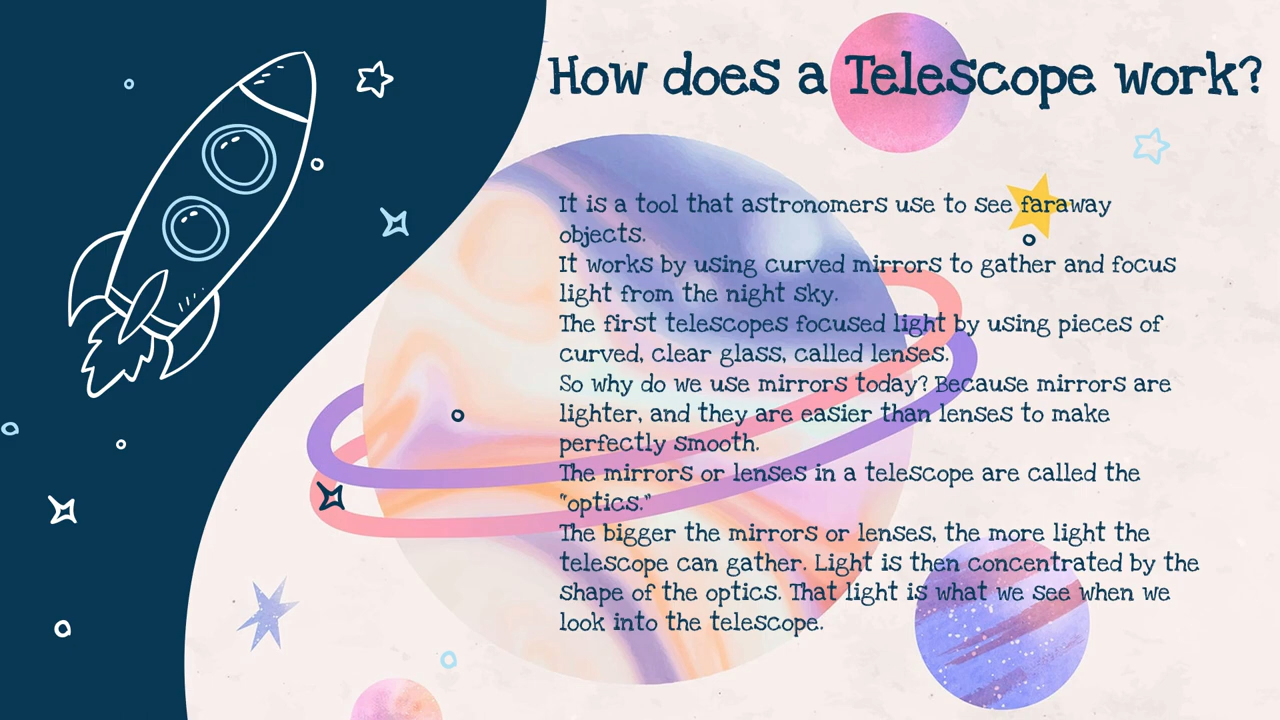 How does a Telescope work?
It is a tool that astronomers use to see faraway
objects.
It works by using curved mirrors to gather and focus
light from the night sky.
The first telescopes focused light by using pieces of
curved, clear glass, called lenses.
So why do we use mirrors today? Because mirrors are
lighter, and they are easier than lenses to make
perfectly smooth.
The mirrors or lenses in a telescope are called the
“optics.”
The bigger the mirrors or lenses, the more light the
telescope can gather. Light is then concentrated by the
shape of the optics. That light is what we see when we
look into the telescope.